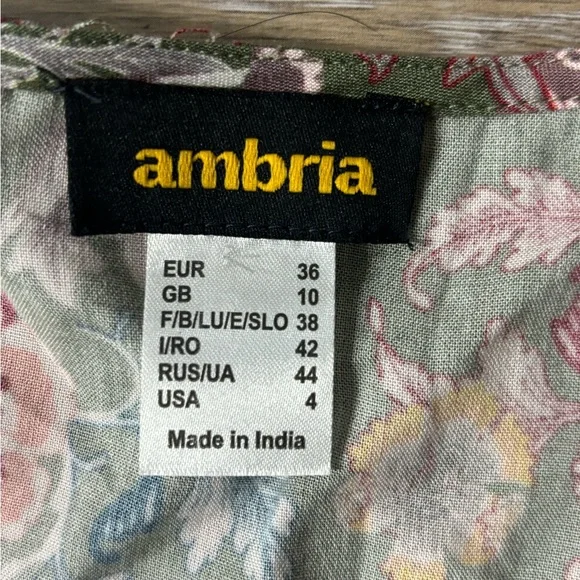 ambria
EUR 36
GB 10
F/B/LU/E/SLO 38
I/RO 42
RUS/UA 44
USA 4
Made in India